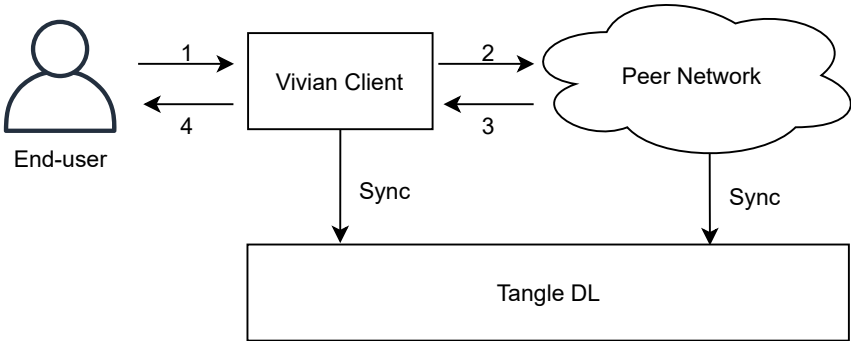 1
2
Vivian Client
Peer Network
4
3
End-user
Sync
Sync
Tangle DL